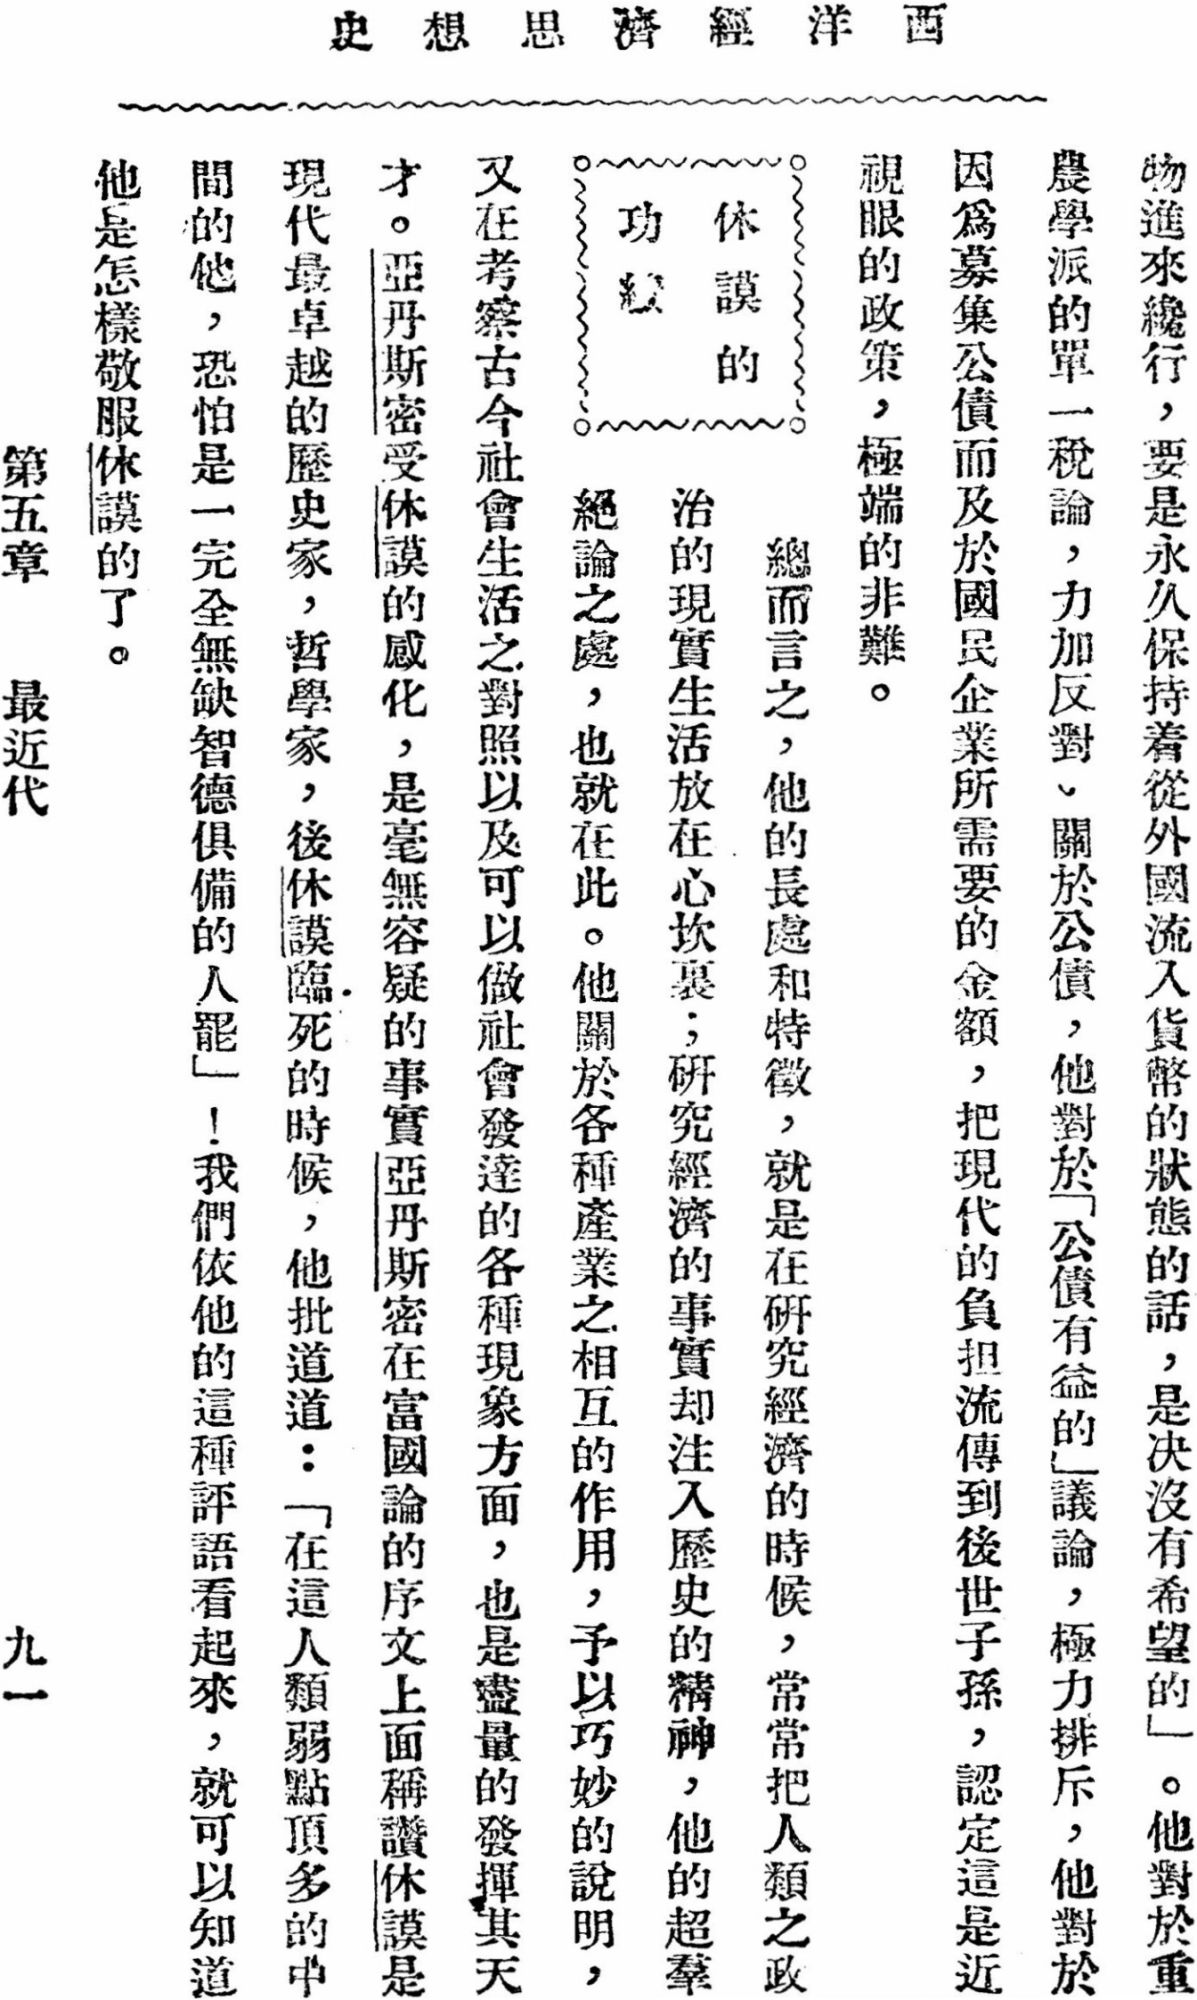 西洋經濟思想史
物進來纔行，要是永久保持着從外國流入貨幣的狀態的話，是决沒有希望的」。他對於重
農學派的單一稅論，力加反對、關於公債，他對於「公債有益的」議論，極力排斥，他對於
因爲募集公債而及於國民企業所需要的金額，把現代的負担流傳到後世子孫，認定這是近
視眼的政策，極端的非難。
休謨的
功績
總而言之，他的長處和特徵，就是在研究經濟的時候，常常把人類之政
治的現實生活放在心坎裏；研究經濟的事實却注入歷史的精神，他的超羣
絕論之處，也就在此。他關於各種產業之相互的作用，予以巧妙的說明，
又在考察古今社會生活之對照以及可以做社會發達的各種現象方面，也是盡量的發揮其天
才。亞丹斯密受休謨的感化，是毫無容疑的事實亞丹斯密在富國論的序文上面稱讚休謨是
現代最卓越的歷史家，哲學家，後休謨臨死的時候，他批道道：「在這人類弱點頂多的中
間的他，恐怕是一完全無缺智德俱備的人罷」！我們依他的這種評語看起來，就可以知道
他是怎樣敬服休謨的了。
第五章　最近代
九一